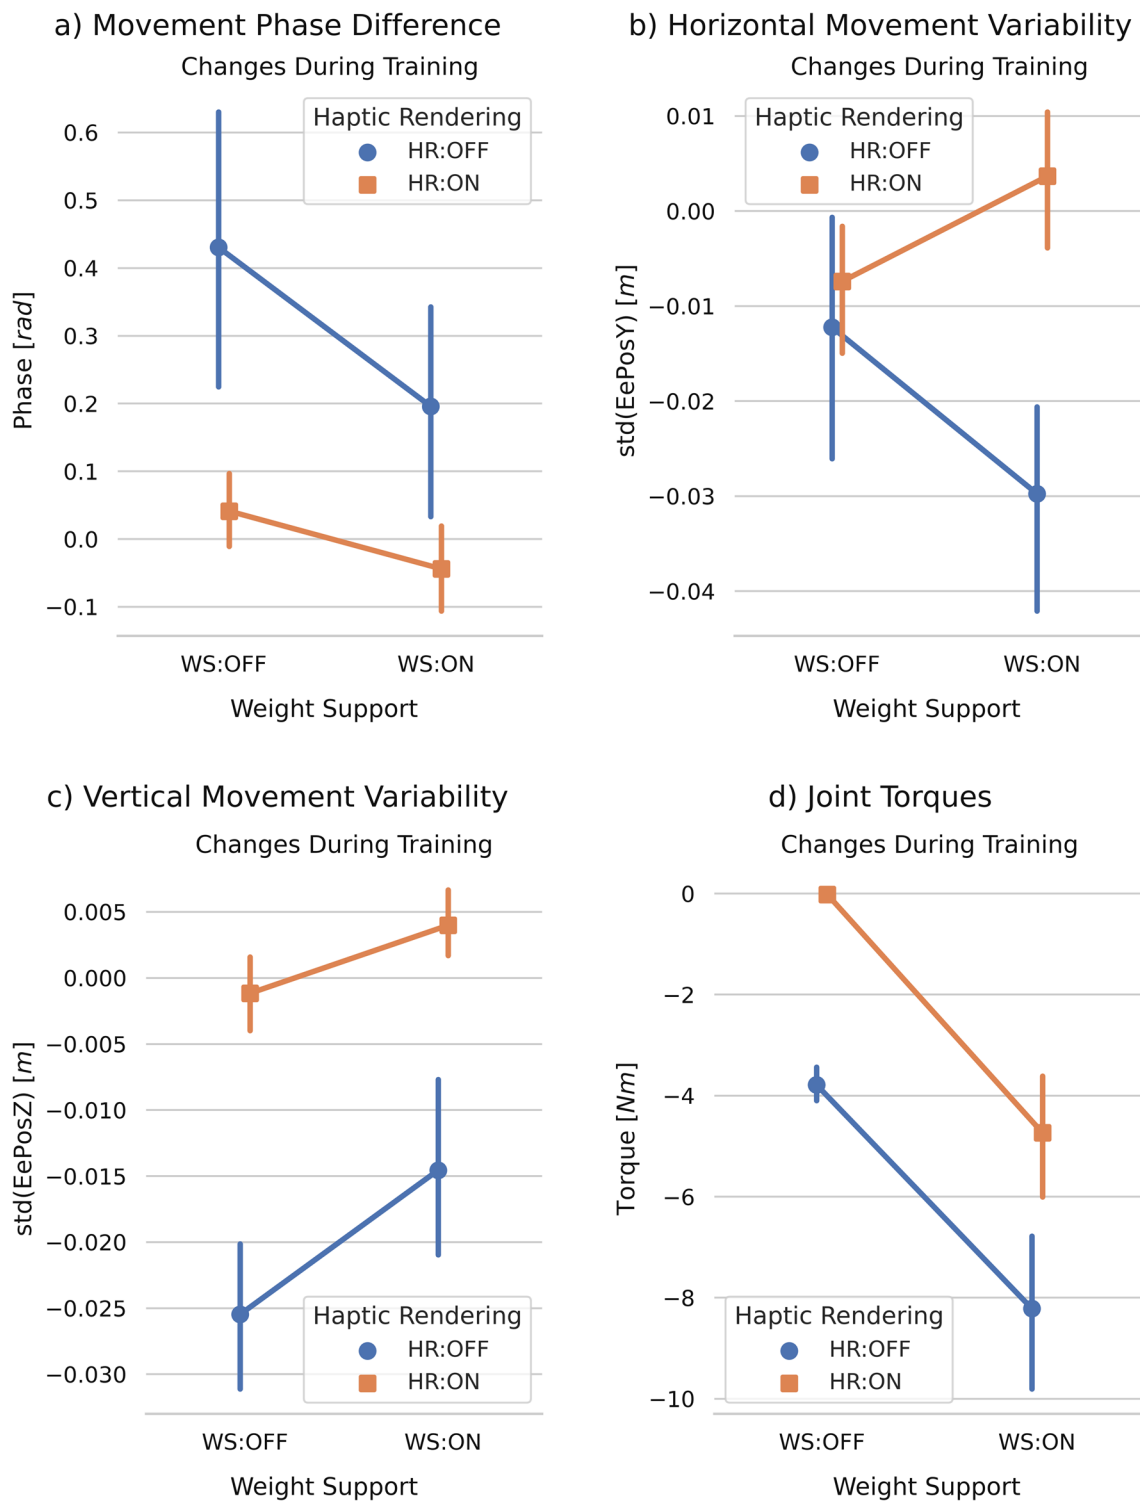 a) Movement Phase Difference
Changes During Training
Haptic Rendering
HR:OFF
HR:ON
0.6
0.5
0.4
0.3
0.2
0.1
0.0
−0.1
Phase [rad]
WS:OFF
WS:ON
Weight Support
b) Horizontal Movement Variability
Changes During Training
Haptic Rendering
HR:OFF
HR:ON
0.01
0.00
−0.01
−0.02
−0.03
−0.04
std(EePosY) [m]
WS:OFF
WS:ON
Weight Support
c) Vertical Movement Variability
Changes During Training
0.005
0.000
−0.005
−0.010
−0.015
−0.020
−0.025
−0.030
std(EePosZ) [m]
Haptic Rendering
HR:OFF
HR:ON
WS:OFF
WS:ON
Weight Support
d) Joint Torques
Changes During Training
0
−2
−4
−6
−8
−10
Torque [Nm]
Haptic Rendering
HR:OFF
HR:ON
WS:OFF
WS:ON
Weight Support